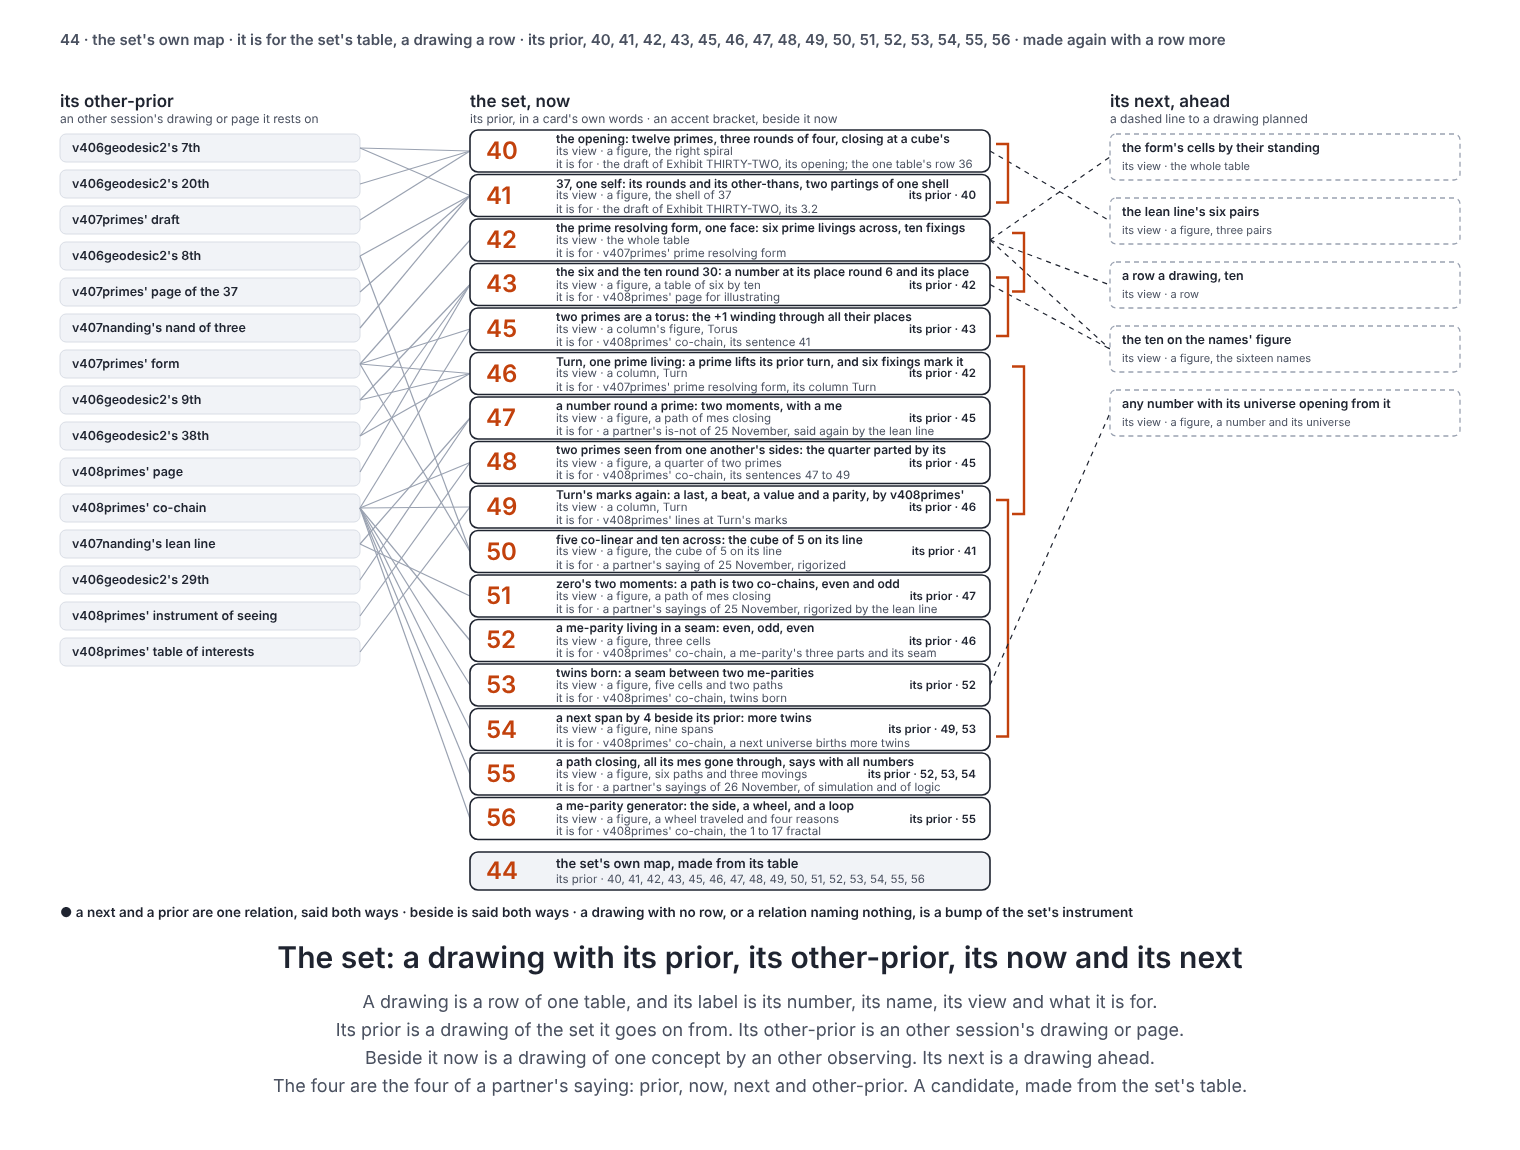 44 · the set's own map · it is for the set's table, a drawing a row · its prior, 40, 41, 42, 43, 45, 46, 47, 48, 49, 50, 51, 52, 53, 54, 55, 56 · made again with a row more
its other-prior
an other session's drawing or page it rests on
v406geodesic2's 7th
v406geodesic2's 20th
v407primes' draft
v406geodesic2's 8th
v407primes' page of the 37
v407nanding's nand of three
v407primes' form
v406geodesic2's 9th
v406geodesic2's 38th
v408primes' page
v408primes' co-chain
v407nanding's lean line
v406geodesic2's 29th
v408primes' instrument of seeing
v408primes' table of interests
the set, now
its prior, in a card's own words · an accent bracket, beside it now
40
the opening: twelve primes, three rounds of four, closing at a cube's
its view · a figure, the right spiral
it is for · the draft of Exhibit THIRTY-TWO, its opening; the one table's row 36
41
37, one self: its rounds and its other-thans, two partings of one shell
its view · a figure, the shell of 37
its prior · 40
it is for · the draft of Exhibit THIRTY-TWO, its 3.2
42
the prime resolving form, one face: six prime livings across, ten fixings
its view · the whole table
it is for · v407primes' prime resolving form
43
the six and the ten round 30: a number at its place round 6 and its place
its view · a figure, a table of six by ten
its prior · 42
it is for · v408primes' page for illustrating
45
two primes are a torus: the +1 winding through all their places
its view · a column's figure, Torus
its prior · 43
it is for · v408primes' co-chain, its sentence 41
46
Turn, one prime living: a prime lifts its prior turn, and six fixings mark it
its view · a column, Turn
its prior · 42
it is for · v407primes' prime resolving form, its column Turn
47
a number round a prime: two moments, with a me
its view · a figure, a path of mes closing
its prior · 45
it is for · a partner's is-not of 25 November, said again by the lean line
48
two primes seen from one another's sides: the quarter parted by its
its view · a figure, a quarter of two primes
its prior · 45
it is for · v408primes' co-chain, its sentences 47 to 49
49
Turn's marks again: a last, a beat, a value and a parity, by v408primes'
its view · a column, Turn
its prior · 46
it is for · v408primes' lines at Turn's marks
50
five co-linear and ten across: the cube of 5 on its line
its view · a figure, the cube of 5 on its line
its prior · 41
it is for · a partner's saying of 25 November, rigorized
51
zero's two moments: a path is two co-chains, even and odd
its view · a figure, a path of mes closing
its prior · 47
it is for · a partner's sayings of 25 November, rigorized by the lean line
52
a me-parity living in a seam: even, odd, even
its view · a figure, three cells
its prior · 46
it is for · v408primes' co-chain, a me-parity's three parts and its seam
53
twins born: a seam between two me-parities
its view · a figure, five cells and two paths
its prior · 52
it is for · v408primes' co-chain, twins born
54
a next span by 4 beside its prior: more twins
its view · a figure, nine spans
its prior · 49, 53
it is for · v408primes' co-chain, a next universe births more twins
55
a path closing, all its mes gone through, says with all numbers
its view · a figure, six paths and three movings
its prior · 52, 53, 54
it is for · a partner's sayings of 26 November, of simulation and of logic
56
a me-parity generator: the side, a wheel, and a loop
its view · a figure, a wheel traveled and four reasons
its prior · 55
it is for · v408primes' co-chain, the 1 to 17 fractal
44
the set's own map, made from its table
its prior · 40, 41, 42, 43, 45, 46, 47, 48, 49, 50, 51, 52, 53, 54, 55, 56
its next, ahead
a dashed line to a drawing planned
the form's cells by their standing
its view · the whole table
the lean line's six pairs
its view · a figure, three pairs
a row a drawing, ten
its view · a row
the ten on the names' figure
its view · a figure, the sixteen names
any number with its universe opening from it
its view · a figure, a number and its universe
● a next and a prior are one relation, said both ways · beside is said both ways · a drawing with no row, or a relation naming nothing, is a bump of the set's instrument
The set: a drawing with its prior, its other-prior, its now and its next
A drawing is a row of one table, and its label is its number, its name, its view and what it is for.
Its prior is a drawing of the set it goes on from. Its other-prior is an other session's drawing or page.
Beside it now is a drawing of one concept by an other observing. Its next is a drawing ahead.
The four are the four of a partner's saying: prior, now, next and other-prior. A candidate, made from the set's table.